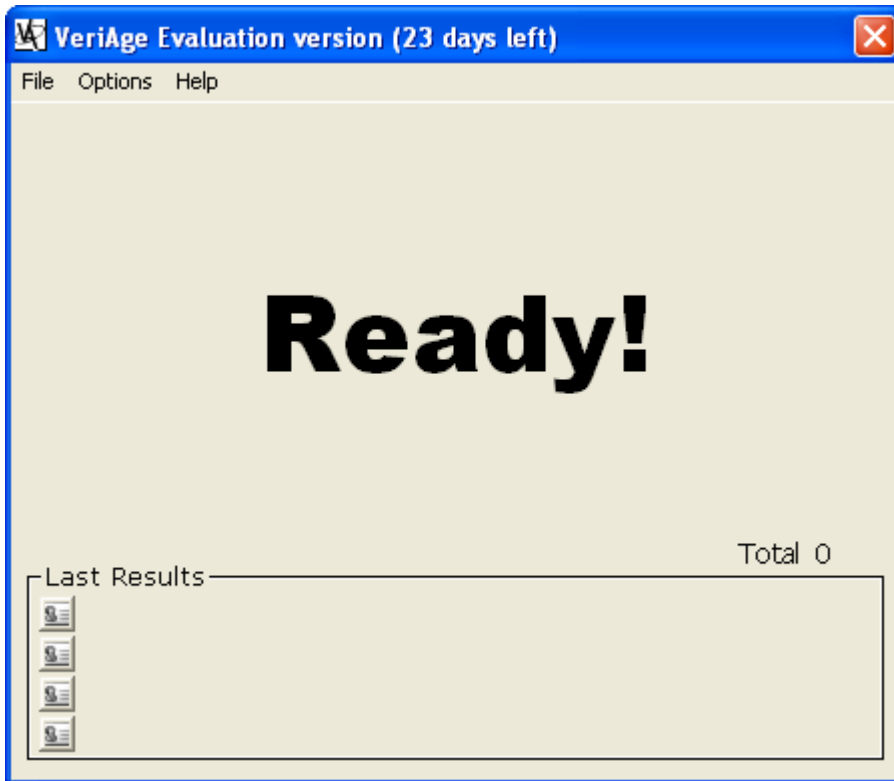 VeriAge Evaluation version (23 days left)
File Options Help
Ready!
Total 0
Last Results